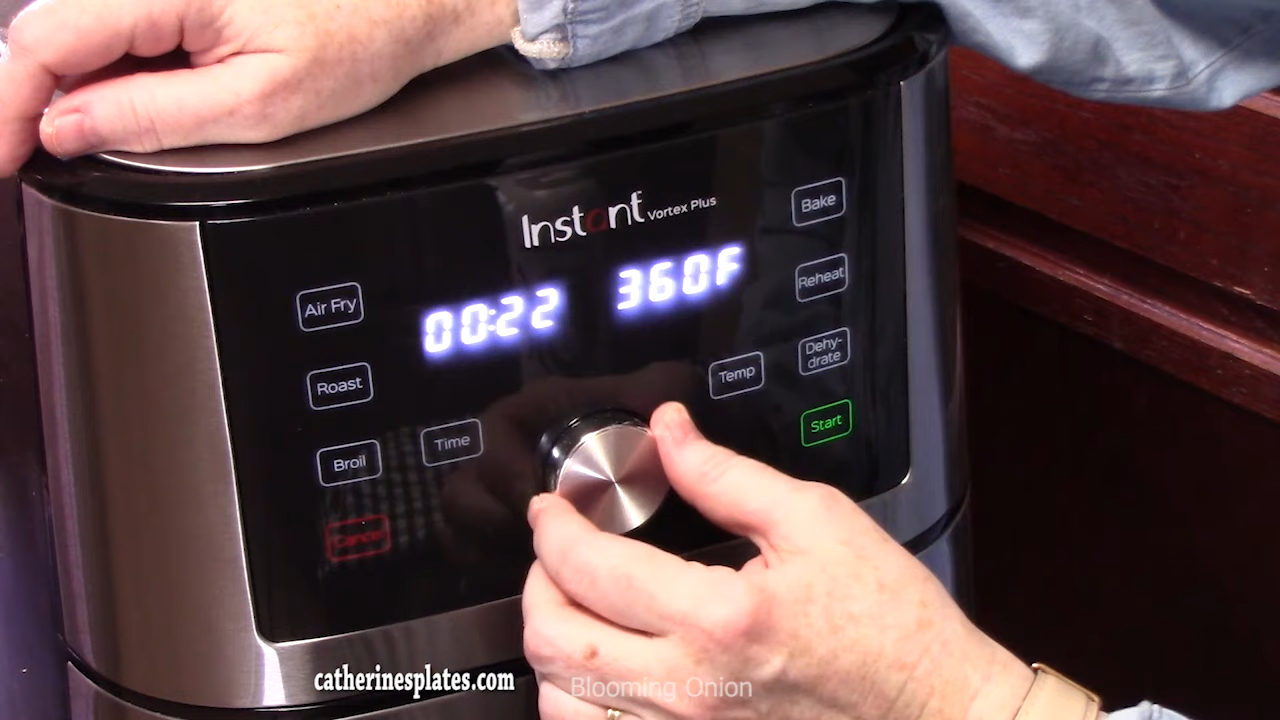 Instant Vortex Plus
Bake
00:22 360F
Reheat
Air Fry
Dehy-
drate
Temp
Roast
Start
Time
Broil
Cancel
catherinesplates.com
Blooming Onion